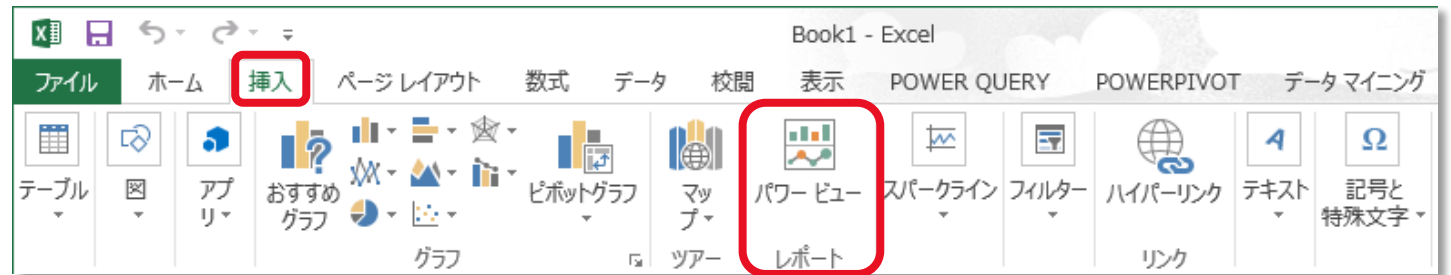 Book1 - Excel
ファイル ホーム 挿入 ページ レイアウト 数式 データ 校閲 表示 POWER QUERY POWERPIVOT データ マイニング
テーブル 図 アプリ おすすめ グラフ ピボットグラフ マップ パワー ビュー スパークライン フィルター ハイパーリンク テキスト 記号と 特殊文字
グラフ ツアー レポート リンク